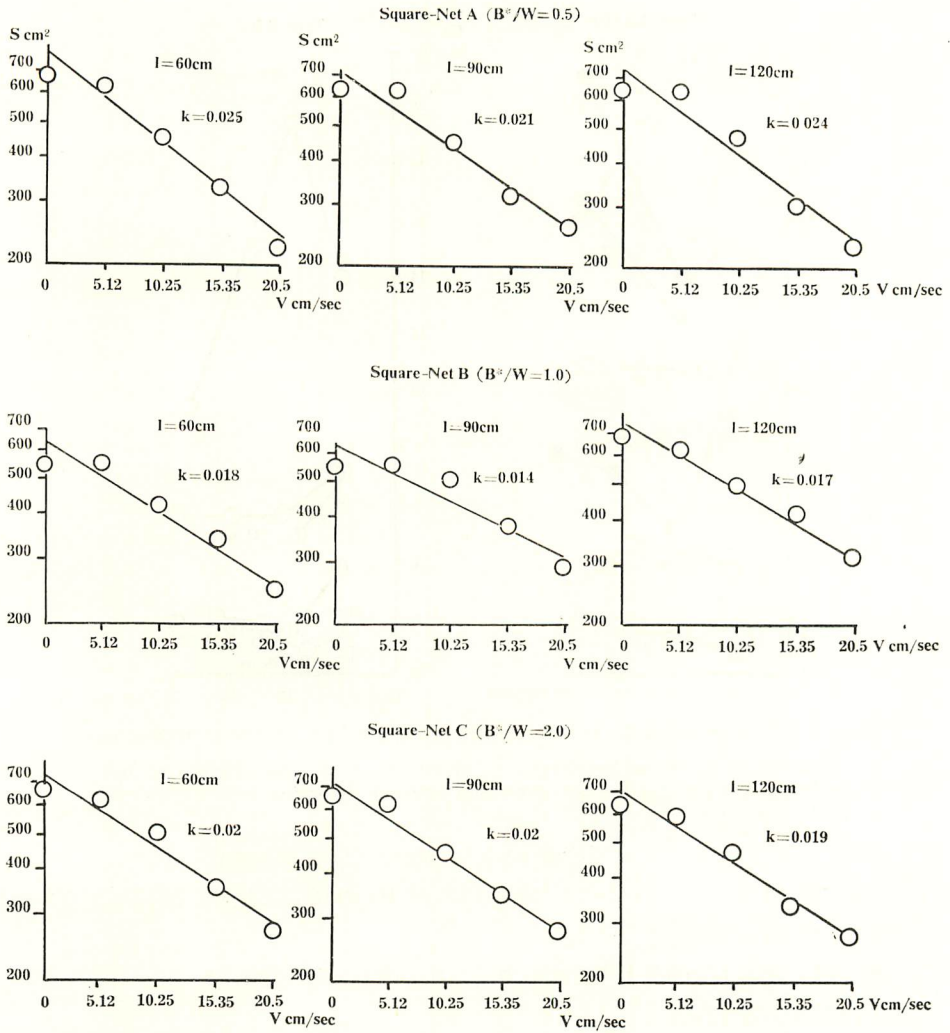 Square-Net A (B*/W=0.5)
S cm²
700
600
500
400
300
200
l=60cm
k=0.025
0 5.12 10.25 15.35 20.5
V cm/sec
S cm²
700
600
500
400
300
200
l=90cm
k=0.021
0 5.12 10.25 15.35 20.5
V cm/sec
S cm²
700
600
500
400
300
200
l=120cm
k=0 024
0 5.12 10.25 15.35 20.5 V cm/sec
Square-Net B (B*/W=1.0)
700
600
500
400
300
200
l=60cm
k=0.018
0 5.12 10.25 15.35 20.5
Vcm/sec
700
600
500
400
300
200
l=90cm
k=0.014
0 5.12 10.25 15.35 20.5
V cm/sec
700
600
400
300
200
l=120cm
k=0.017
0 5.12 10.25 15.35 20.5 V cm/sec
Square-Net C (B*/W=2.0)
700
600
500
400
300
200
l=60cm
k=0.02
0 5.12 10.25 15.35 20.5
V cm/sec
700
600
500
400
300
200
l=90cm
k=0.02
0 5.12 10.25 15.35 20.5
V cm/sec
700
600
500
400
300
200
l=120cm
k=0.019
0 5.12 10.25 15.35 20.5 Vcm/sec